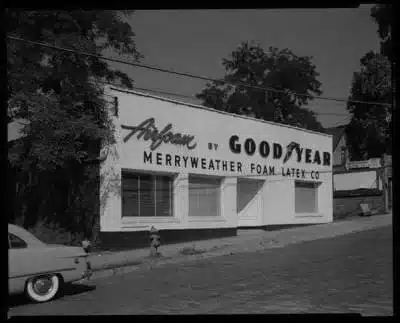 Airfoam BY GOODYEAR
MERRYWEATHER FOAM LATEX CO